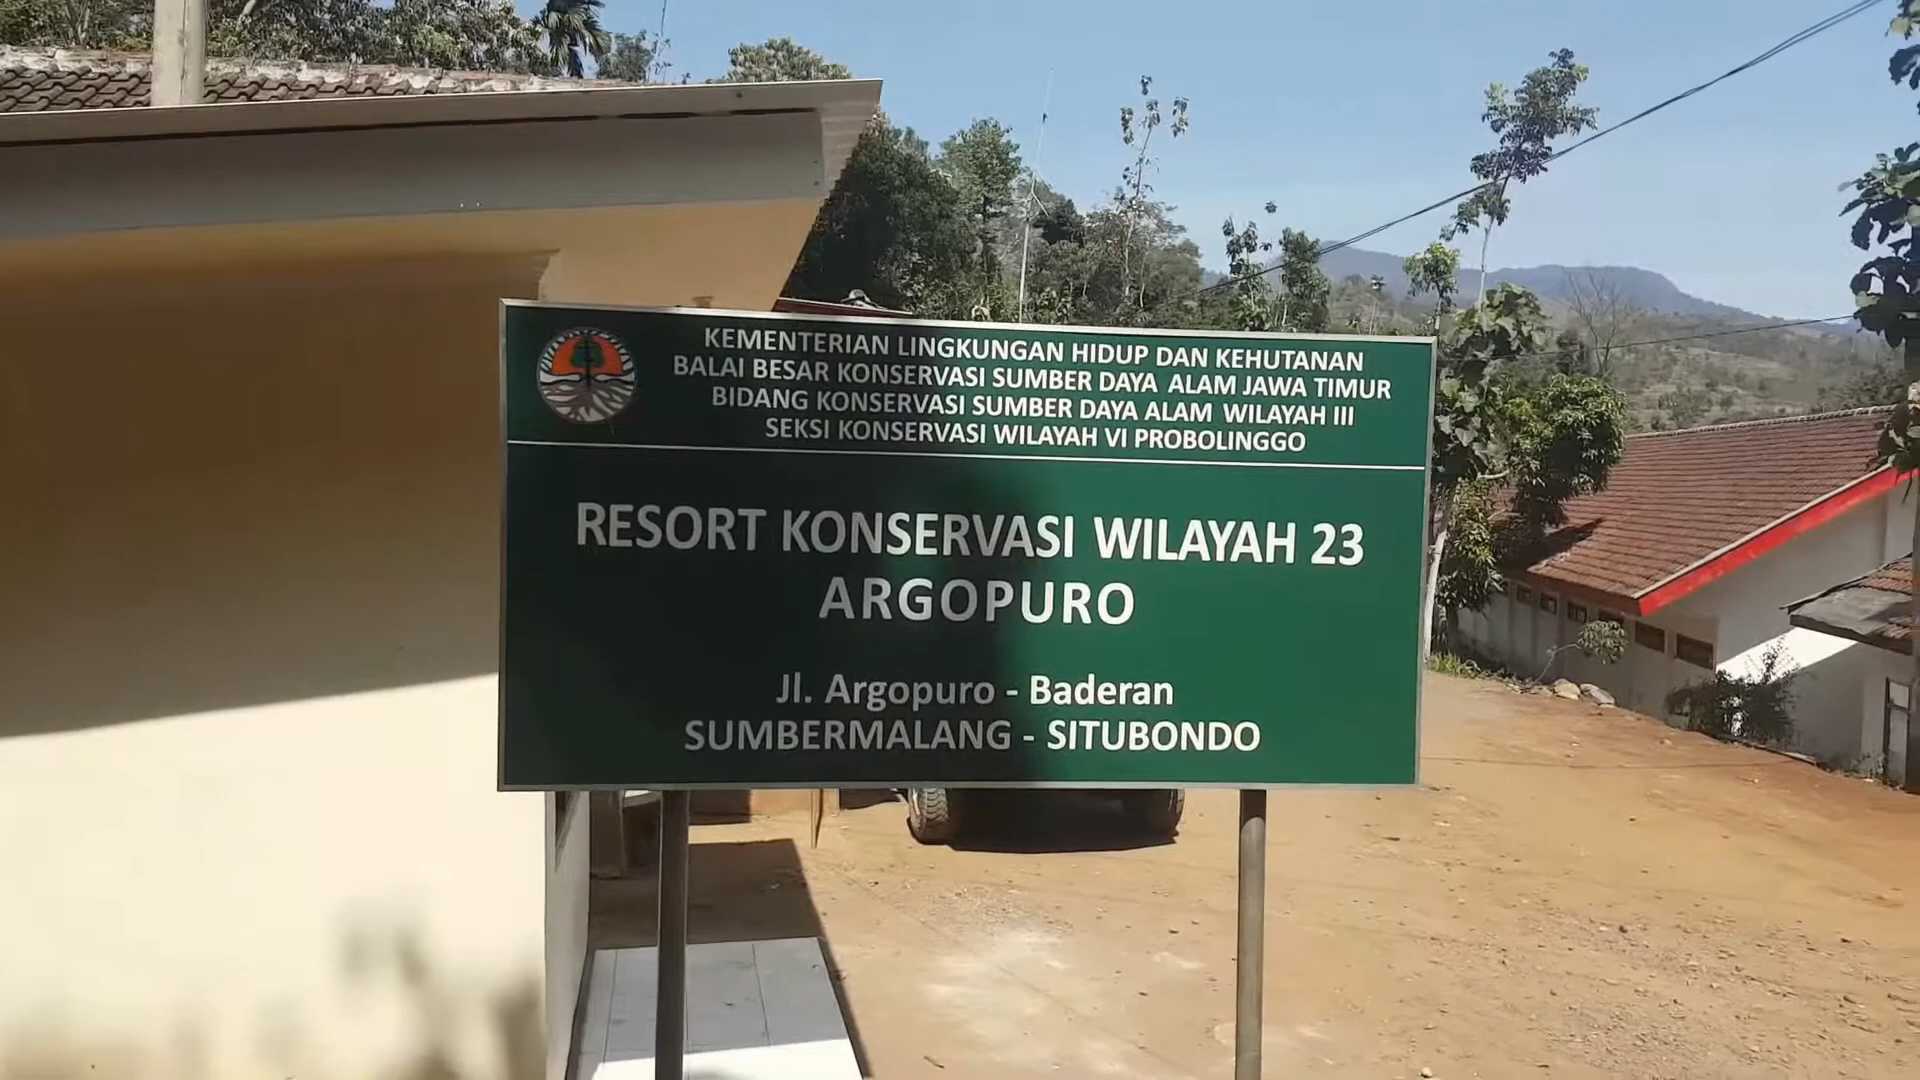 KEMENTERIAN LINGKUNGAN HIDUP DAN KEHUTANAN
BALAI BESAR KONSERVASI SUMBER DAYA ALAM JAWA TIMUR
BIDANG KONSERVASI SUMBER DAYA ALAM WILAYAH III
SEKSI KONSERVASI WILAYAH VI PROBOLINGGO
RESORT KONSERVASI WILAYAH 23
ARGOPURO
Jl. Argopuro - Baderan
SUMBERMALANG - SITUBONDO